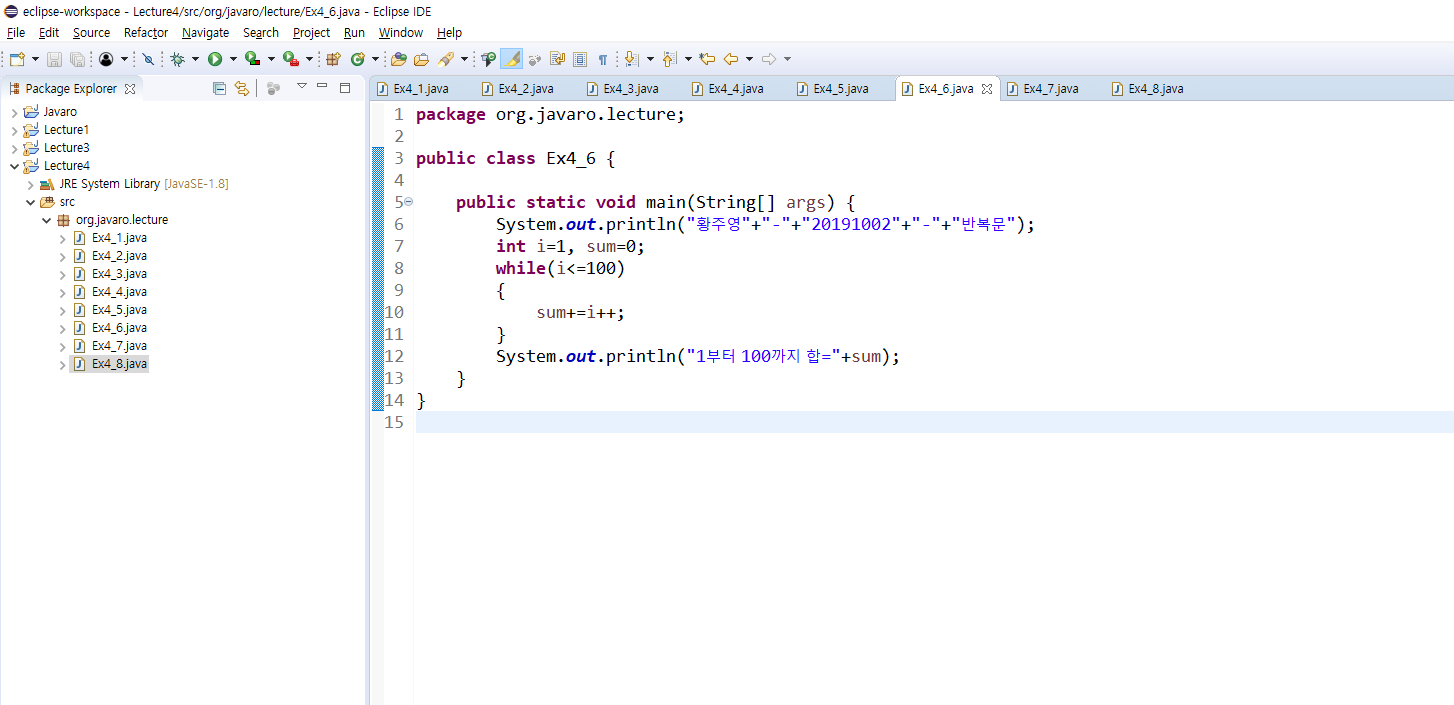 eclipse-workspace - Lecture4/src/org/javaro/lecture/Ex4_6.java - Eclipse IDE
File Edit Source Refactor Navigate Search Project Run Window Help
Package Explorer
Javaro
Lecture1
Lecture3
Lecture4
JRE System Library [JavaSE-1.8]
src
org.javaro.lecture
Ex4_1.java
Ex4_2.java
Ex4_3.java
Ex4_4.java
Ex4_5.java
Ex4_6.java
Ex4_7.java
Ex4_8.java
Ex4_1.java Ex4_2.java Ex4_3.java Ex4_4.java Ex4_5.java Ex4_6.java Ex4_7.java Ex4_8.java
1 package org.javaro.lecture;
2
3 public class Ex4_6 {
4
5 public static void main(String[] args) {
6 System.out.println("황주영"+"-"+"20191002"+"-"+"반복문");
7 int i=1, sum=0;
8 while(i<=100)
9 {
10 sum+=i++;
11 }
12 System.out.println("1부터 100까지 합="+sum);
13 }
14 }
15